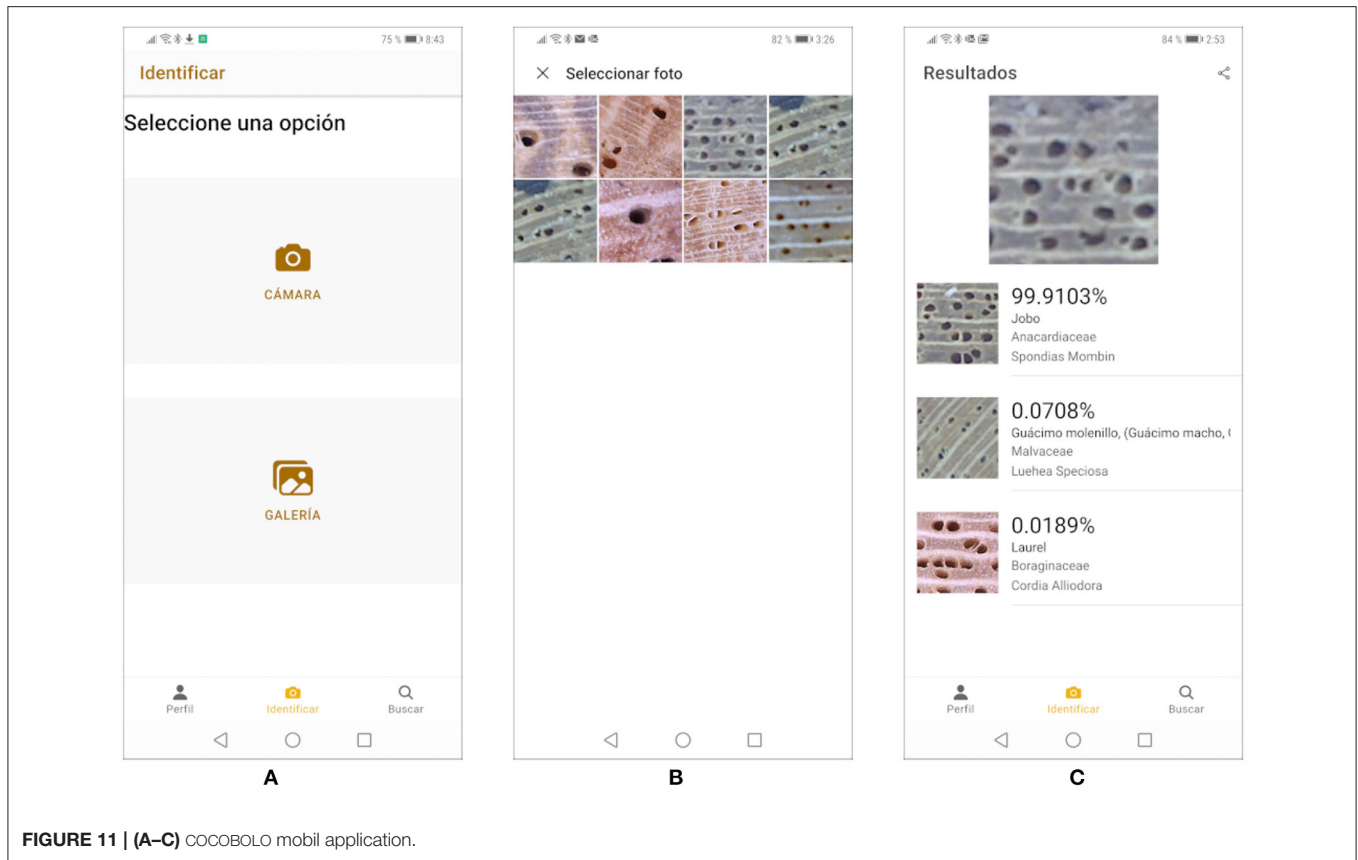 75 % 8:43
Identificar
Seleccione una opción
CÁMARA
GALERÍA
Perfil
Identificar
Buscar
A
82 % 3:26
Seleccionar foto
B
84 % 2:53
Resultados
99.9103%
Jobo
Anacardiaceae
Spondias Mombin
0.0708%
Guácimo molenillo, (Guácimo macho,
Malvaceae
Luehea Speciosa
0.0189%
Laurel
Boraginaceae
Cordia Alliodora
Perfil
Identificar
Buscar
C
FIGURE 11 | (A–C) COCOBOLO mobil application.